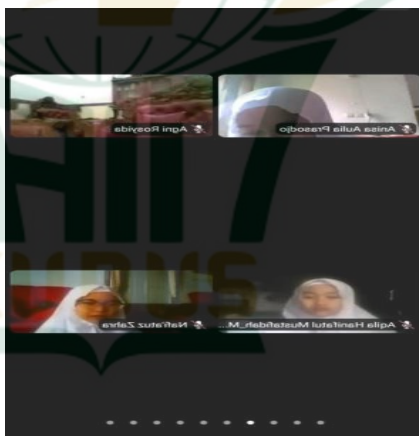 Anisa Aulia Prasodjo
Agni Rosyida
Aqila Hanifatul Mustafidah_M...
Nafi'atuz Zahra